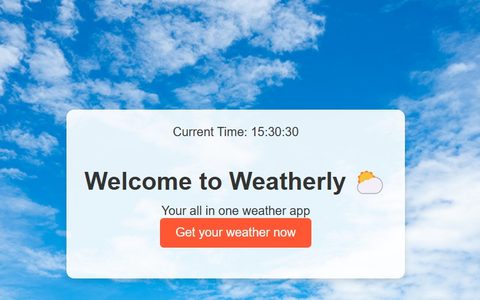 Current Time: 15:30:30
Welcome to Weatherly
Your all in one weather app
Get your weather now